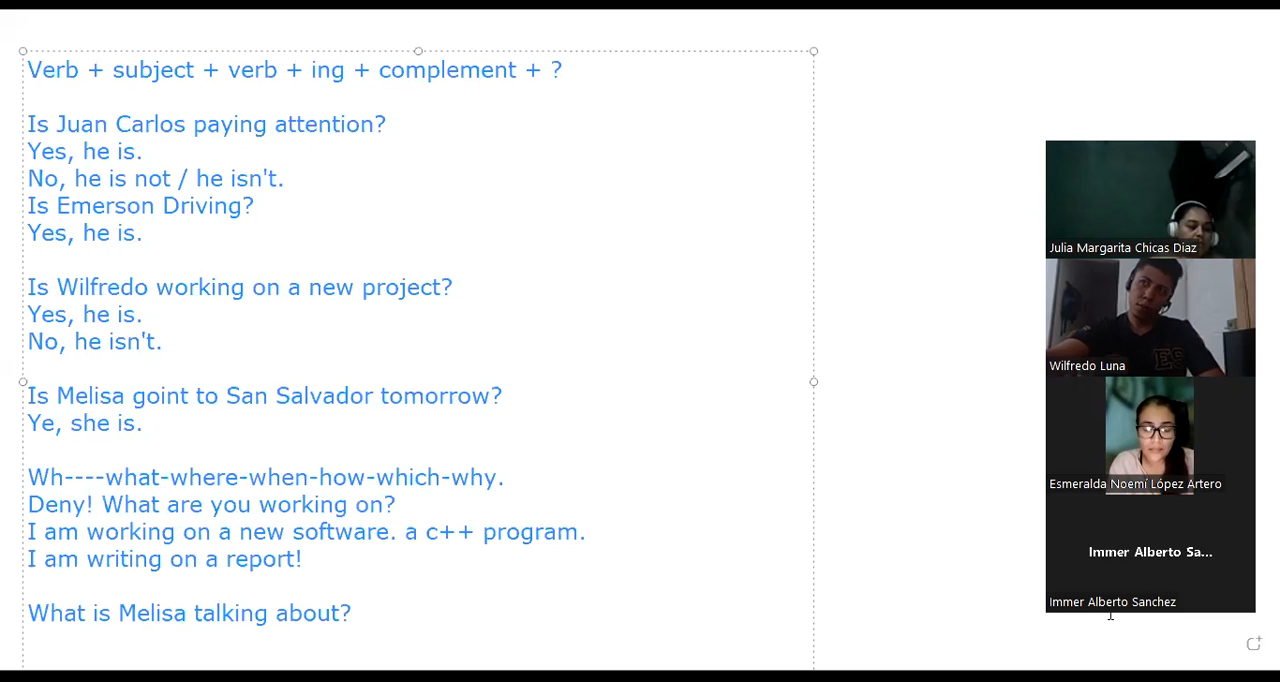 Verb + subject + verb + ing + complement + ?
Is Juan Carlos paying attention?
Yes, he is.
No, he is not / he isn't.
Is Emerson Driving?
Yes, he is.
Is Wilfredo working on a new project?
Yes, he is.
No, he isn't.
Is Melisa goint to San Salvador tomorrow?
Ye, she is.
Wh----what-where-when-how-which-why.
Deny! What are you working on?
I am working on a new software. a c++ program.
I am writing on a report!
What is Melisa talking about?
Julia Margarita Chicas Diaz
Wilfredo Luna
Esmeralda Noemí López Artero
Immer Alberto Sa...
Immer Alberto Sanchez